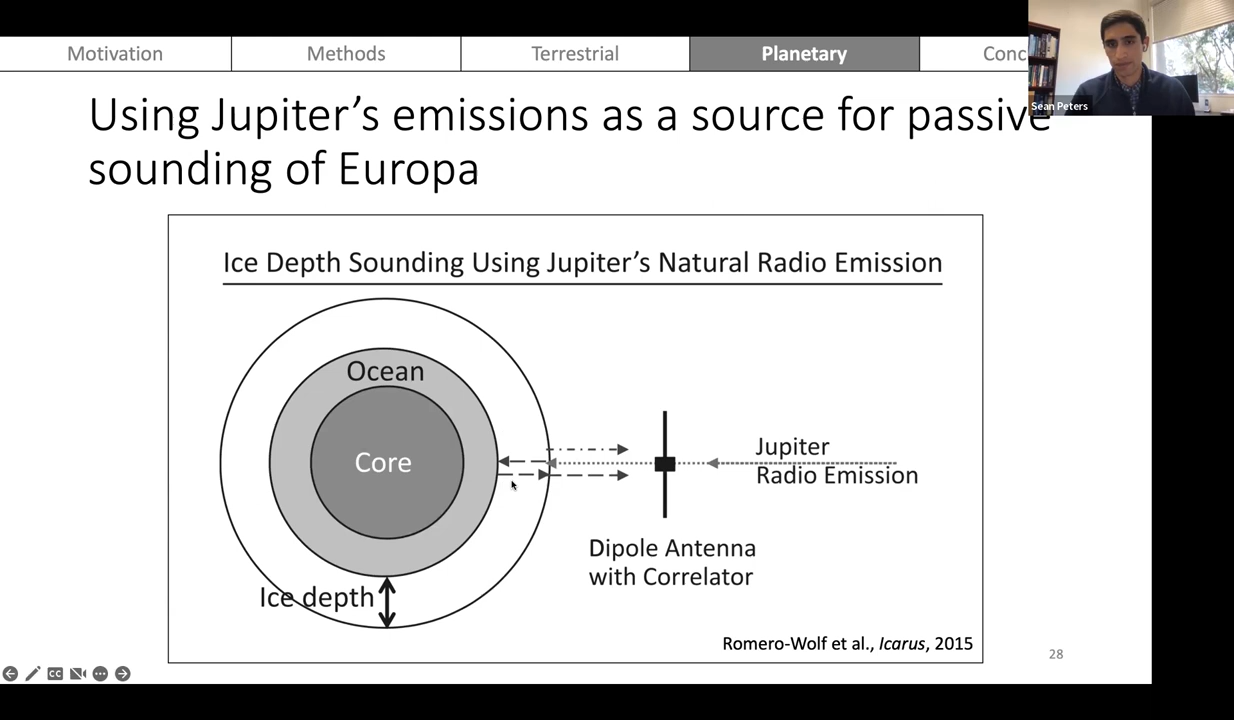 Motivation
Methods
Terrestrial
Planetary
Conc
Sean Peters
Using Jupiter's emissions as a source for passive
sounding of Europa
Ice Depth Sounding Using Jupiter's Natural Radio Emission
Ocean
Core
Jupiter
Radio Emission
Dipole Antenna
with Correlator
Ice depth
Romero-Wolf et al., Icarus, 2015
28
CC